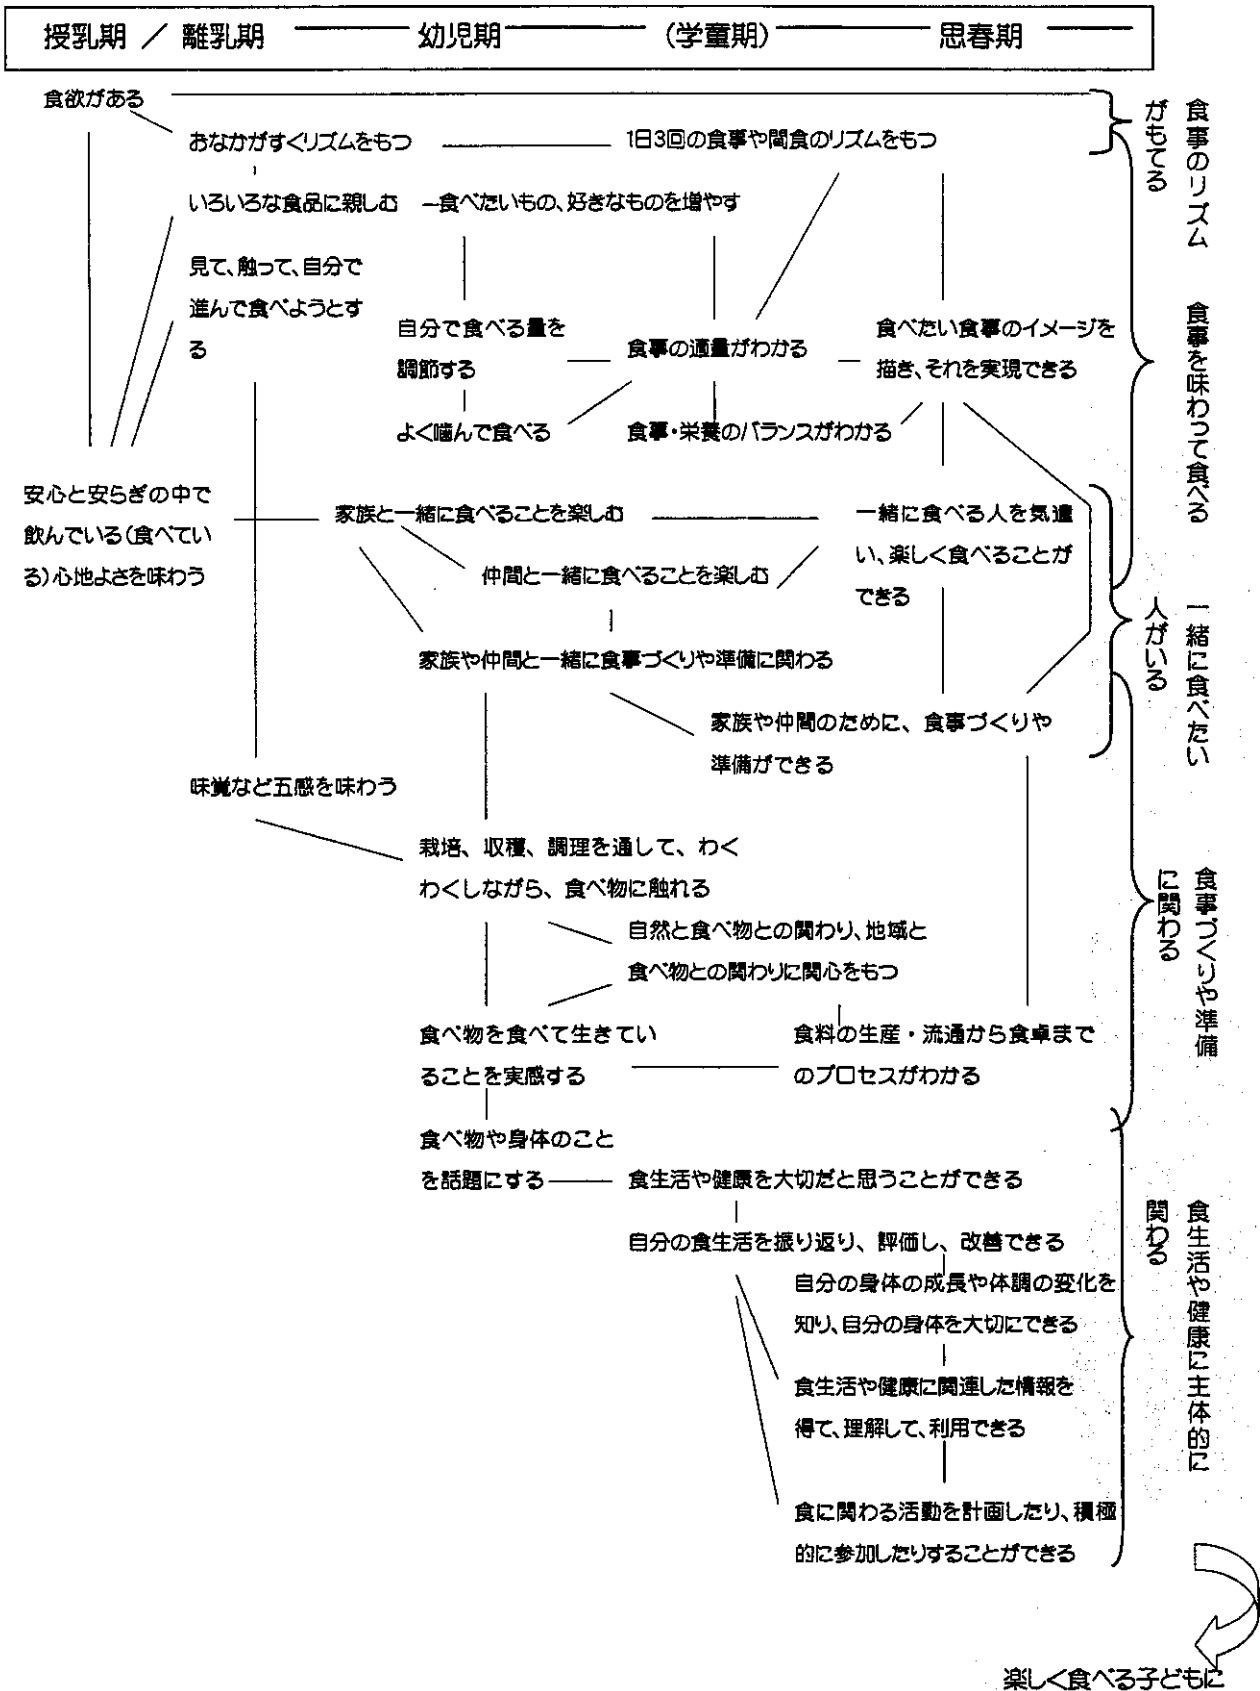 授乳期 / 離乳期 幼児期 (学童期) 思春期
食欲がある
おなかがすくリズムをもつ
1日3回の食事や間食のリズムをもつ
いろいろな食品に親しむ
食べたいもの、好きなものを増やす
見て、触って、自分で
進んで食べようとす
る
自分で食べる量を
調節する
食事の適量がわかる
食べたい食事のイメージを
描き、それを実現できる
よく噛んで食べる
食事・栄養のバランスがわかる
安心と安らぎの中で
飲んでいる(食べてい
る)心地よさを味わう
家族と一緒に食べることを楽しむ
一緒に食べる人を気遣
い、楽しく食べることが
できる
仲間と一緒に食べることを楽しむ
家族や仲間と一緒に食事づくりや準備に関わる
家族や仲間のために、食事づくりや
準備ができる
味覚など五感を味わう
栽培、収穫、調理を通して、わく
わくしながら、食べ物に触れる
自然と食べ物との関わり、地域と
食べ物との関わりに関心をもつ
食べ物を食べて生きてい
ることを実感する
食料の生産・流通から食卓まで
のプロセスがわかる
食べ物や身体のこと
を話題にする
食生活や健康を大切だと思うことができる
自分の食生活を振り返り、評価し、改善できる
自分の身体の成長や体調の変化を
知り、自分の身体を大切にできる
食生活や健康に関連した情報を
得て、理解して、利用できる
食に関わる活動を計画したり、積極
的に参加したりすることができる
食事のリズム
がもてる
食事を味わって食べる
一緒に食べたい
人がいる
食事づくりや準備
に関わる
食生活や健康に主体的に
関わる
楽しく食べる子どもに